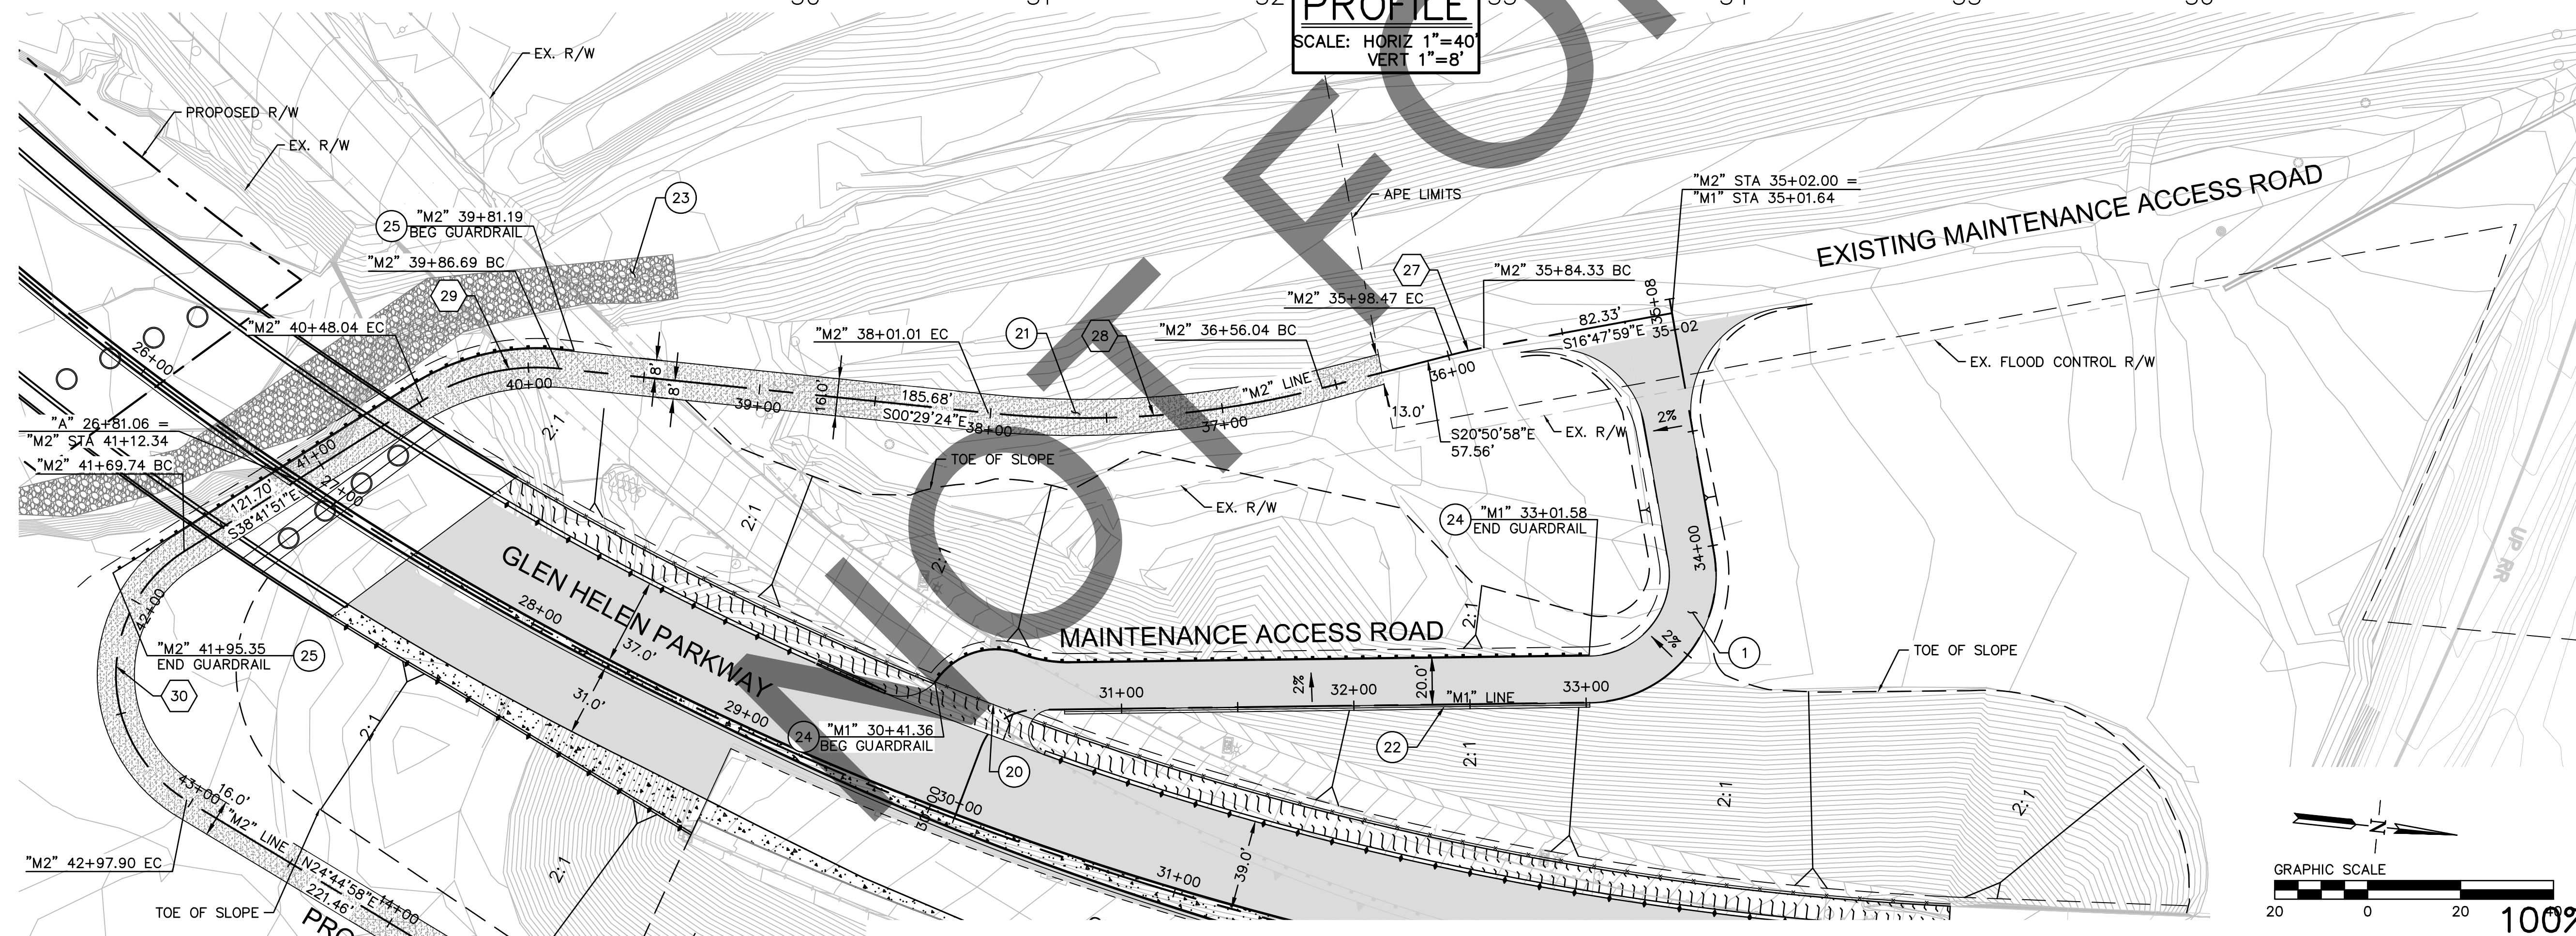 PROFILE
SCALE: HORIZ 1"=40'
VERT 1"=8'
EX. R/W
PROPOSED R/W
EX. R/W
23
25
"M2" 39+81.19
BEG GUARDRAIL
"M2" 39+86.69 BC
29
"M2" 40+48.04 EC
26+00
"A" 26+81.06 =
"M2" STA 41+12.34
"M2" 41+69.74 BC
41+00
27+00
121.70'
S38°41'51"E
40+00
8'
8'
39+00
16.0'
"M2" 38+01.01 EC
185.68'
S00°29'24"E
38+00
21
28
"M2" 36+56.04 BC
37+00
"M2" LINE
"M2" 35+98.47 EC
27
"M2" 35+84.33 BC
APE LIMITS
36+00
13.0'
S20°50'58"E
57.56'
82.33'
S16°47'59"E
35+02
35+08
"M2" STA 35+02.00 =
"M1" STA 35+01.64
EXISTING MAINTENANCE ACCESS ROAD
EX. FLOOD CONTROL R/W
EX. R/W
2%
TOE OF SLOPE
EX. R/W
2:1
2:1
2:1
24
"M1" 33+01.58
END GUARDRAIL
34+00
2:1
2%
1
TOE OF SLOPE
UP RR
MAINTENANCE ACCESS ROAD
31+00
2%
32+00
20.0'
"M1" LINE
33+00
22
GLEN HELEN PARKWAY
28+00
37.0'
31.0'
29+00
24
"M1" 30+41.36
BEG GUARDRAIL
20
30+00
30+00
31+00
39.0'
42+00
"M2" 41+95.35
END GUARDRAIL
25
30
2:1
43+00
16.0'
"M2" LINE
"M2" 42+97.90 EC
N24°44'58"E
221.46'
14+00
TOE OF SLOPE
2:1
2:1
2:1
2:1
N
GRAPHIC SCALE
20
0
20
40
100%
NOT FO